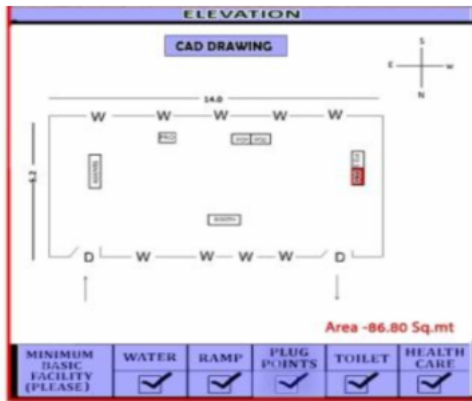 ELEVATION
CAD DRAWING
S
E
W
N
14.0
W W W W W
6.2
D W W W W D
Area -86.80 Sq.mt
MINIMUM BASIC FACILITY (PLEASE)
WATER
RAMP
PLUG POINTS
TOILET
HEALTH CARE